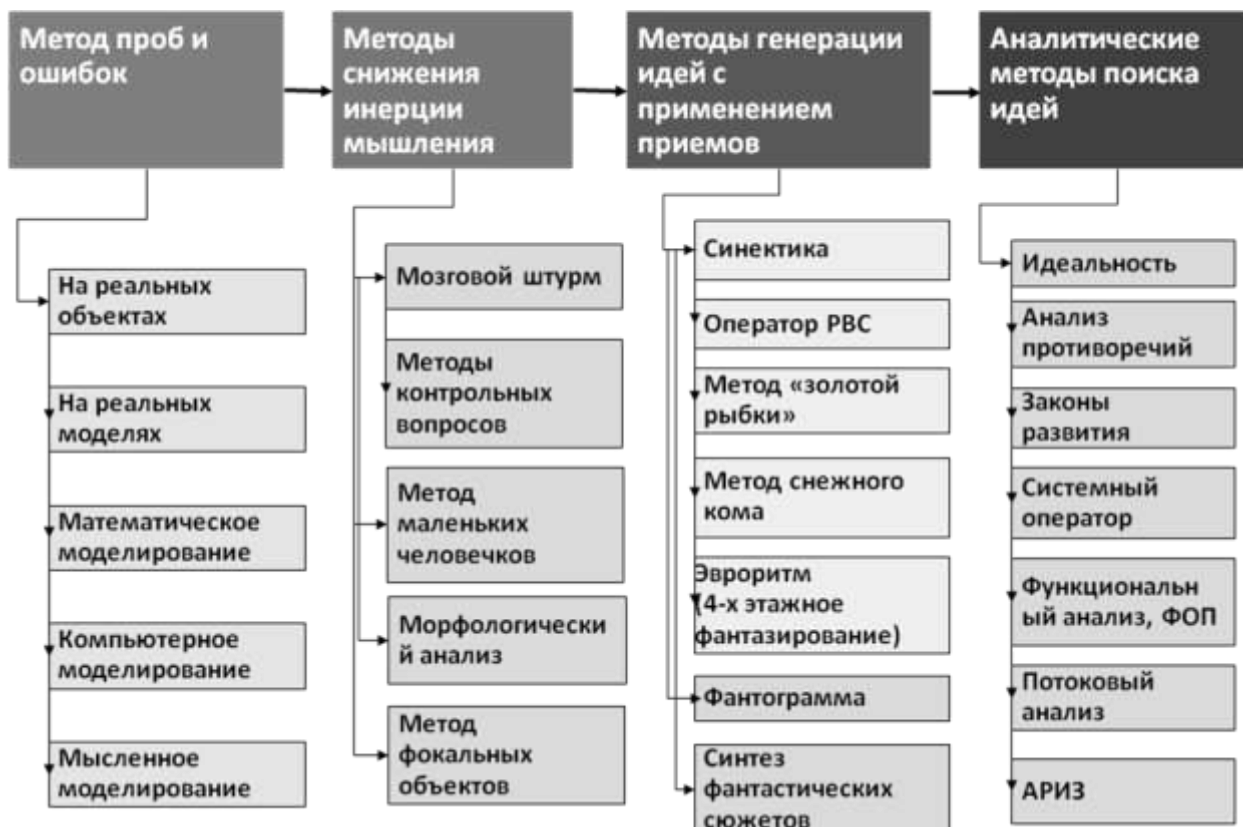 Метод проб и
ошибок
Методы
снижения
инерции
мышления
Методы генерации
идей с
применением
приемов
Аналитические
методы поиска
идей
На реальных
объектах
На реальных
моделях
Математическое
моделирование
Компьютерное
моделирование
Мысленное
моделирование
Мозговой штурм
Методы
контрольных
вопросов
Метод
маленьких
человечков
Морфологически
й анализ
Метод
фокальных
объектов
Синектика
Оператор РВС
Метод «золотой
рыбки»
Метод снежного
кома
Эвроритм
(4-х этажное
фантазирование)
Фантограмма
Синтез
фантастических
сюжетов
Идеальность
Анализ
противоречий
Законы
развития
Системный
оператор
Функциональн
ый анализ, ФОП
Потоковый
анализ
АРИЗ